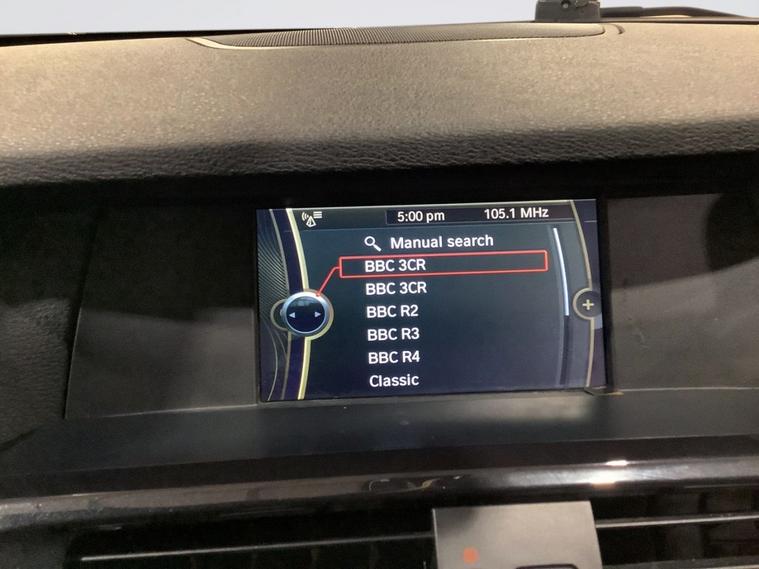 5:00 pm 105.1 MHz
Manual search
BBC 3CR
BBC 3CR
BBC R2
BBC R3
BBC R4
Classic